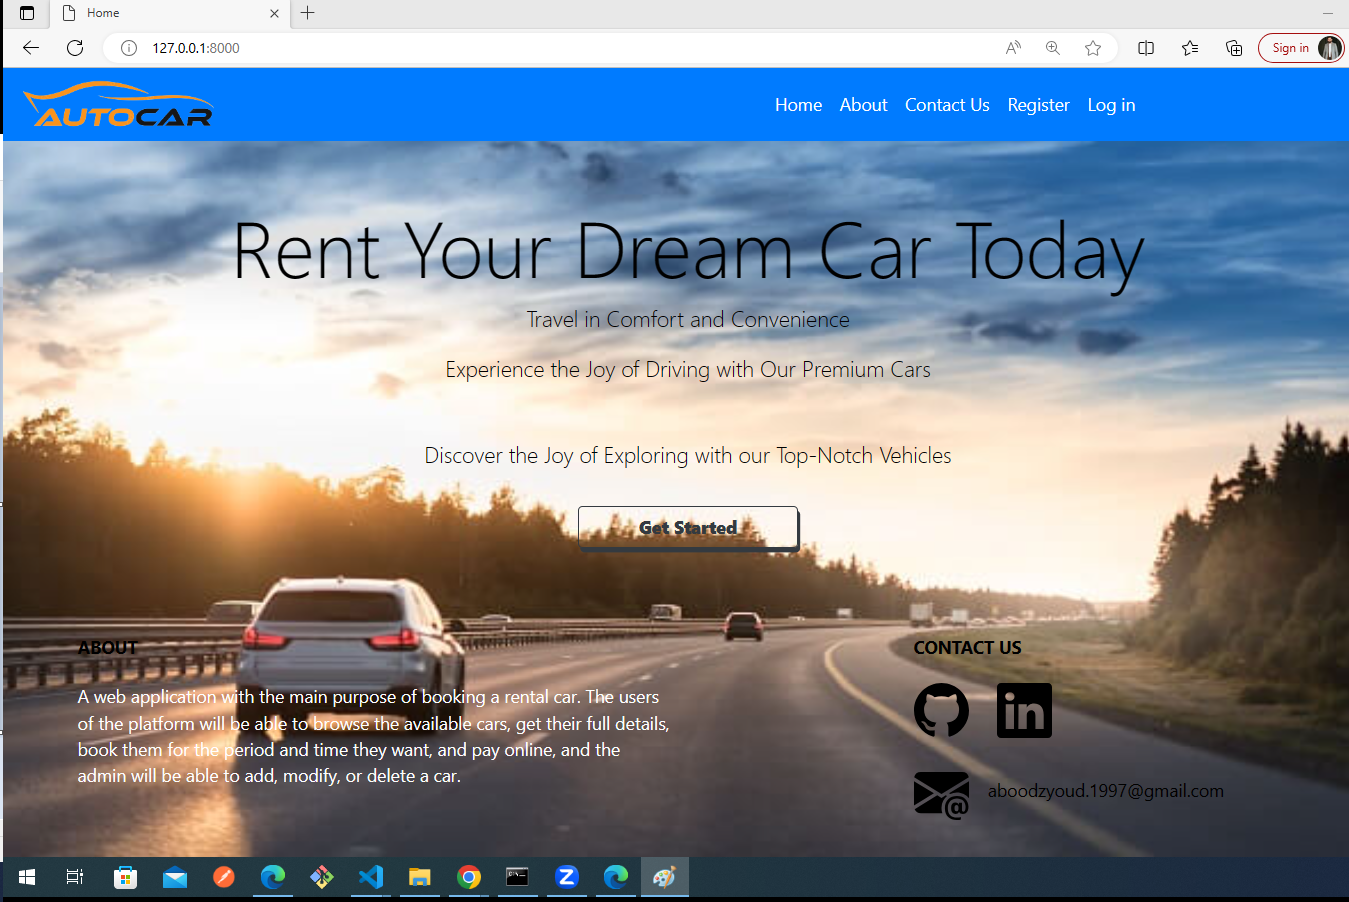 Home
127.0.0.1:8000
Sign in
AUTOCAR
Home About Contact Us Register Log in
Rent Your Dream Car Today
Travel in Comfort and Convenience
Experience the Joy of Driving with Our Premium Cars
Discover the Joy of Exploring with our Top-Notch Vehicles
Get Started
ABOUT
A web application with the main purpose of booking a rental car. The users
of the platform will be able to browse the available cars, get their full details,
book them for the period and time they want, and pay online, and the
admin will be able to add, modify, or delete a car.
CONTACT US
in
@
aboodzyoud.1997@gmail.com